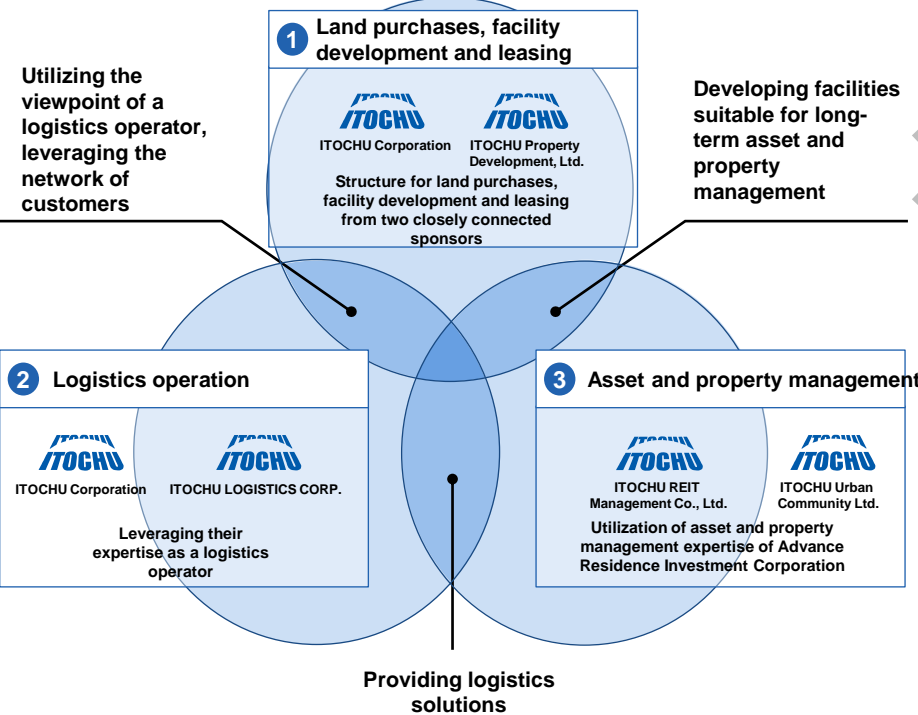 1
Land purchases, facility
development and leasing
Utilizing the
viewpoint of a
logistics operator,
leveraging the
network of
customers
Developing facilities
suitable for long-
term asset and
property
management
ITOCHU
ITOCHU
ITOCHU Corporation
ITOCHU Property
Development, Ltd.
Structure for land purchases,
facility development and leasing
from two closely connected
sponsors
2
Logistics operation
ITOCHU
ITOCHU
ITOCHU Corporation
ITOCHU LOGISTICS CORP.
Leveraging their
expertise as a logistics
operator
3
Asset and property management
ITOCHU
ITOCHU
ITOCHU REIT
Management Co., Ltd.
ITOCHU Urban
Community Ltd.
Utilization of asset and property
management expertise of Advance
Residence Investment Corporation
Providing logistics
solutions